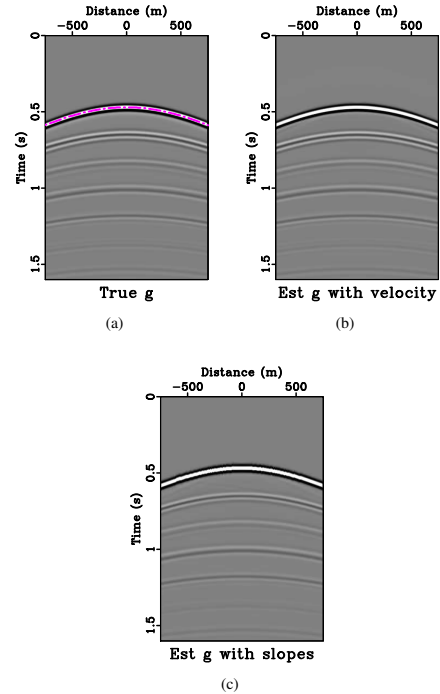 Distance (m)
-500 0 500
0
0.5
1
1.5
Time (s)
True g
(a)
Distance (m)
-500 0 500
0
0.5
1
1.5
Time (s)
Est g with velocity
(b)
Distance (m)
-500 0 500
0
0.5
1
1.5
Time (s)
Est g with slopes
(c)